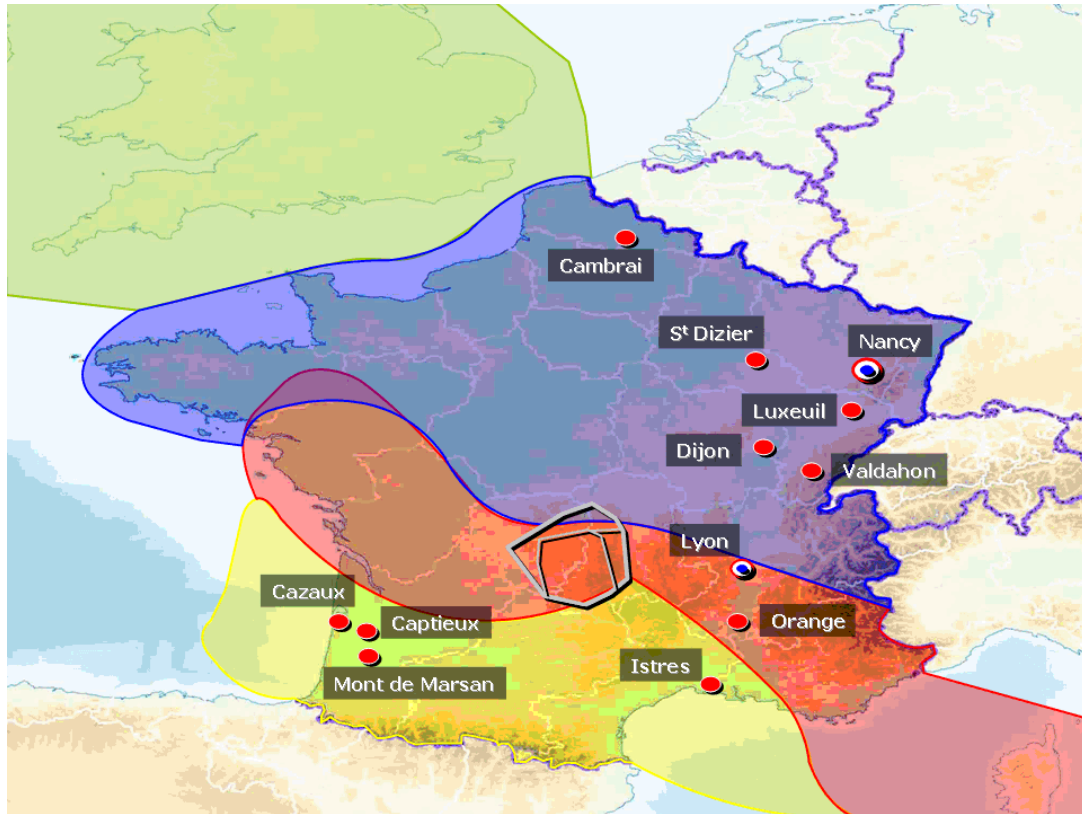 Cambrai
St Dizier
Nancy
Luxeuil
Dijon
Valdahon
Lyon
Cazaux
Captieux
Orange
Istres
Mont de Marsan